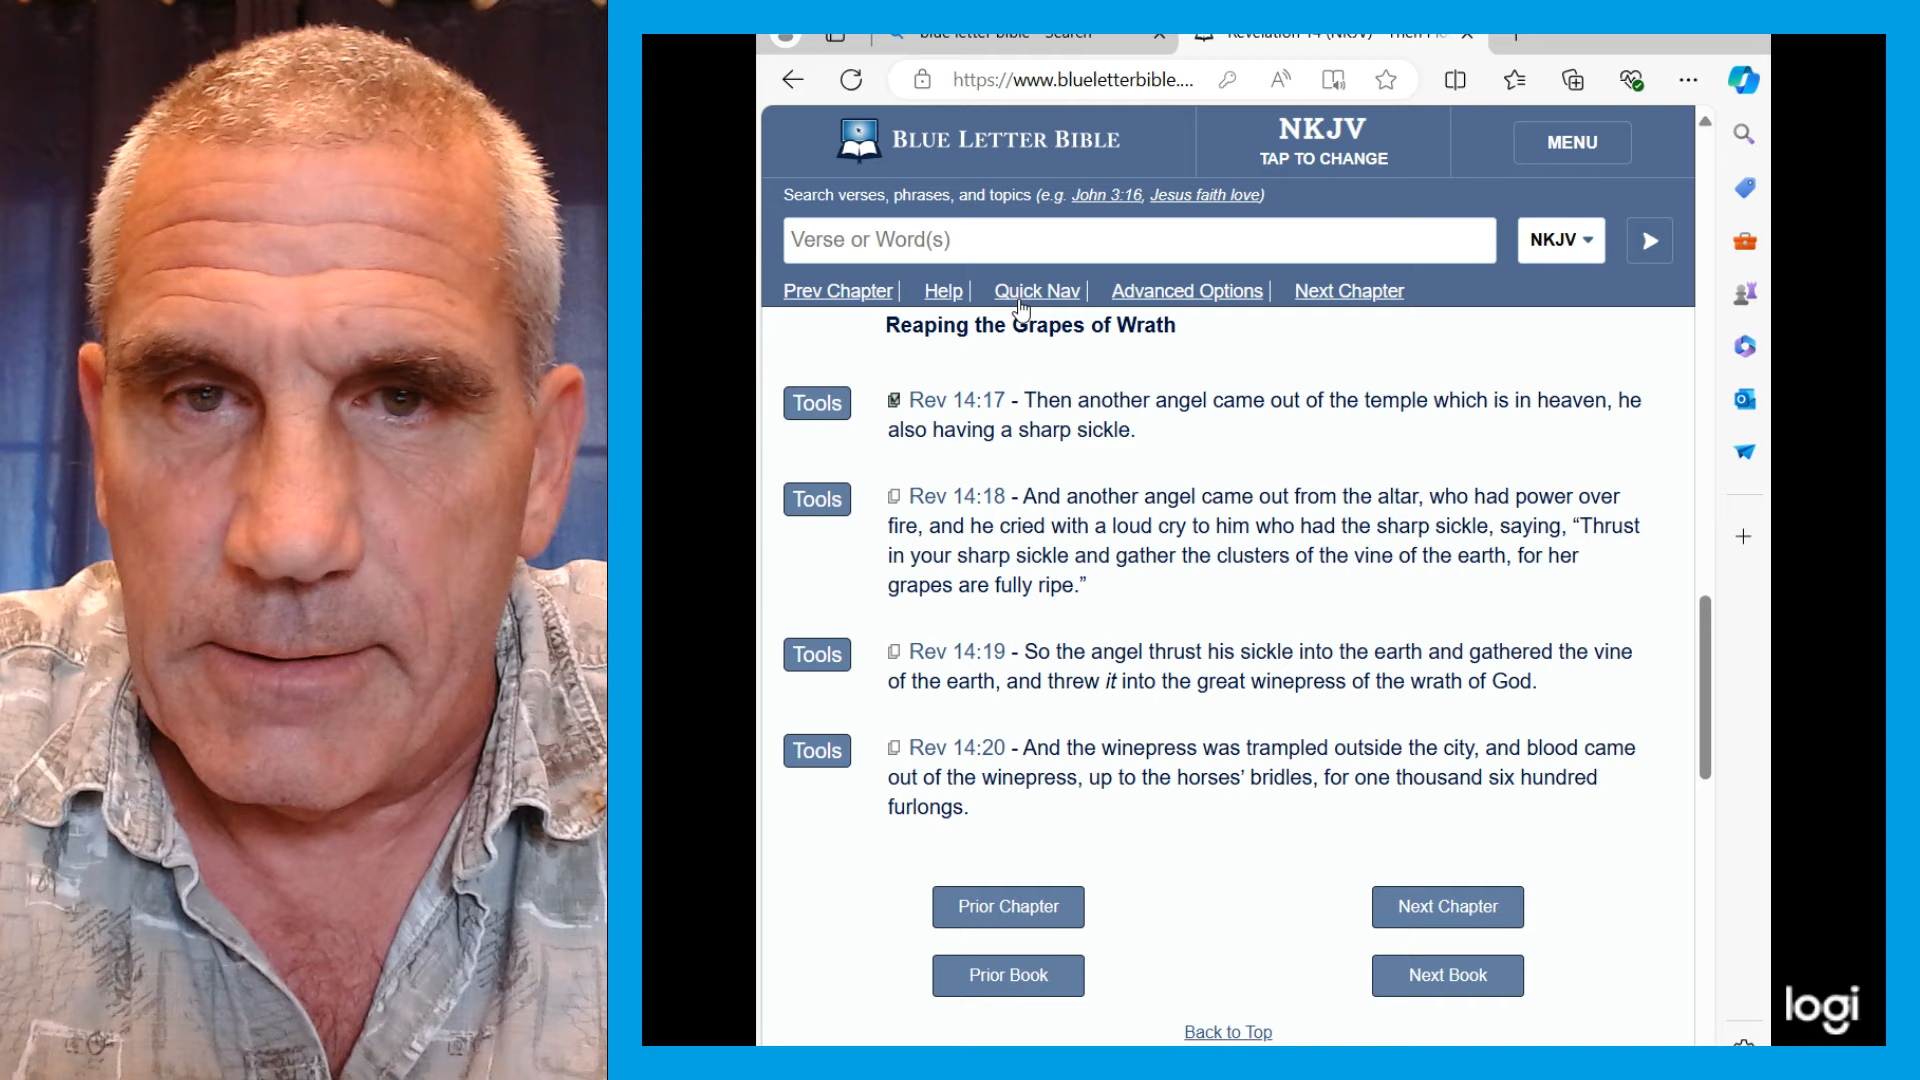 blue letter bible - Search
Revelation 14 (NKJV)
https://www.blueletterbible....
BLUE LETTER BIBLE
NKJV
TAP TO CHANGE
MENU
Search verses, phrases, and topics (e.g. John 3:16, Jesus faith love)
Verse or Word(s)
NKJV
Prev Chapter | Help | Quick Nav | Advanced Options | Next Chapter
Reaping the Grapes of Wrath
Tools
Rev 14:17 - Then another angel came out of the temple which is in heaven, he
also having a sharp sickle.
Tools
Rev 14:18 - And another angel came out from the altar, who had power over
fire, and he cried with a loud cry to him who had the sharp sickle, saying, “Thrust
in your sharp sickle and gather the clusters of the vine of the earth, for her
grapes are fully ripe.”
Tools
Rev 14:19 - So the angel thrust his sickle into the earth and gathered the vine
of the earth, and threw it into the great winepress of the wrath of God.
Tools
Rev 14:20 - And the winepress was trampled outside the city, and blood came
out of the winepress, up to the horses’ bridles, for one thousand six hundred
furlongs.
Prior Chapter
Next Chapter
Prior Book
Next Book
Back to Top
logi